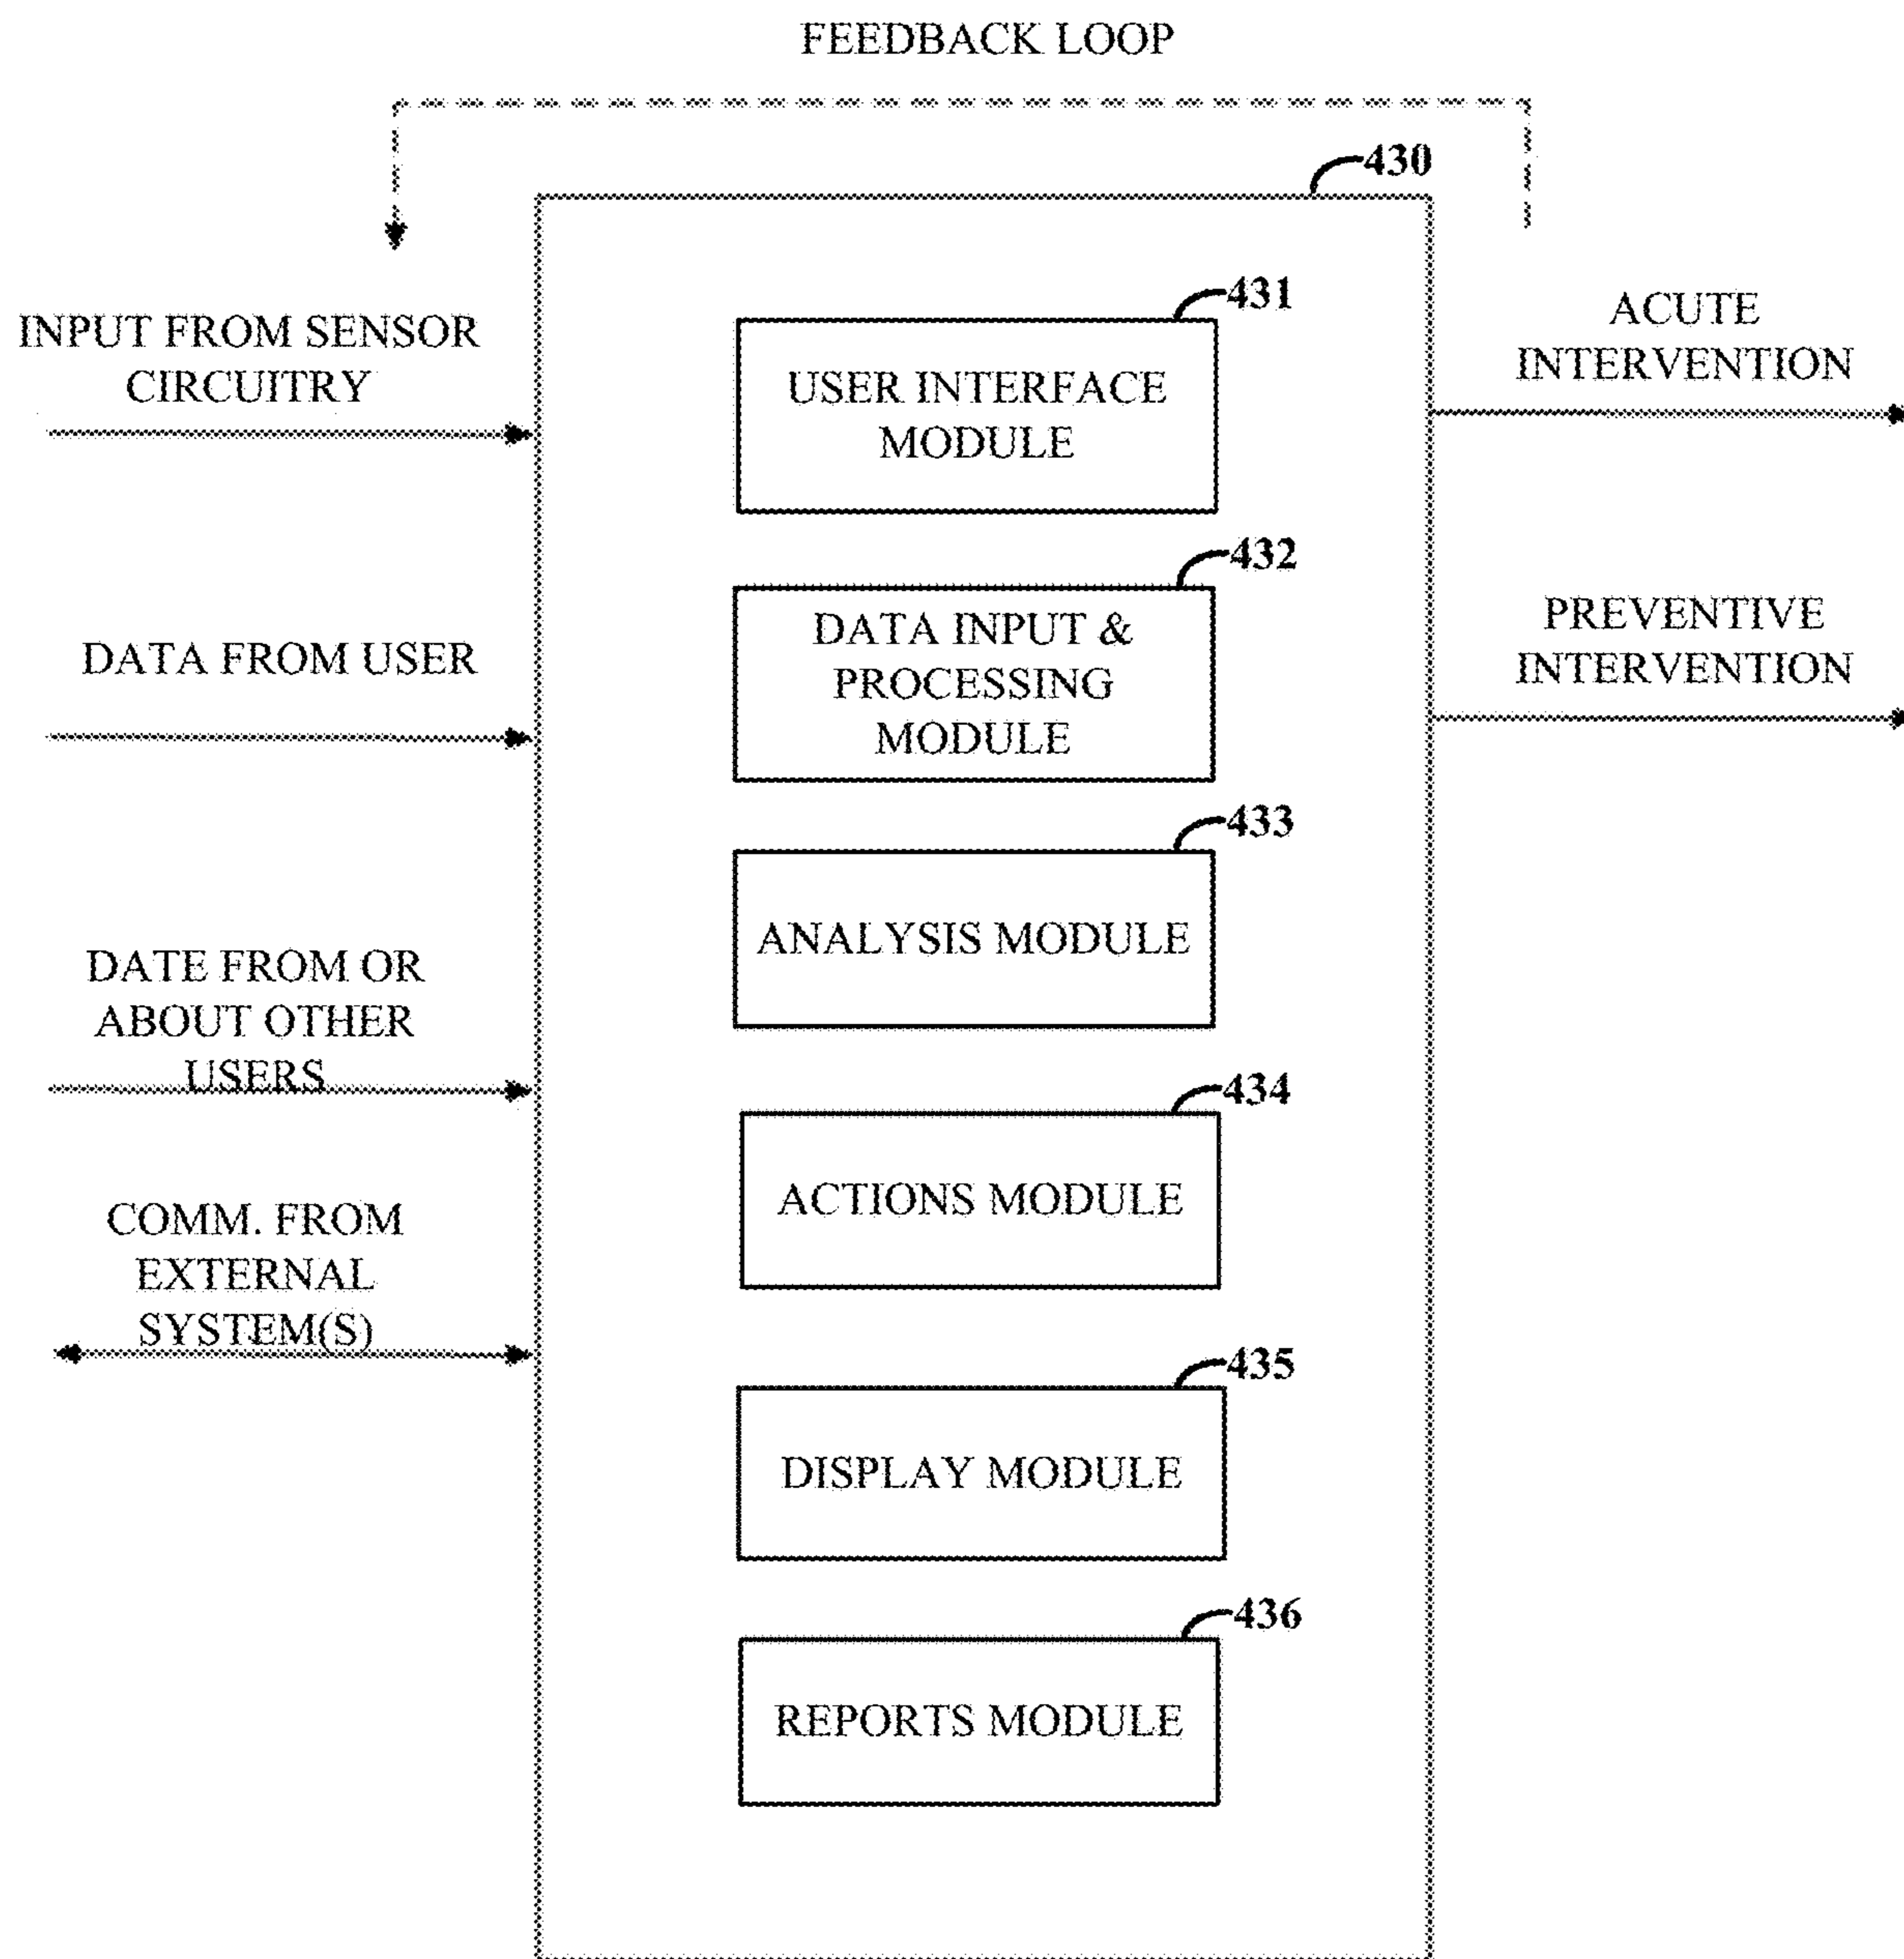 FEEDBACK LOOP
430
INPUT FROM SENSOR
CIRCUITRY
DATA FROM USER
DATE FROM OR
ABOUT OTHER
USERS
COMM. FROM
EXTERNAL
SYSTEM(S)
431
USER INTERFACE
MODULE
432
DATA INPUT &
PROCESSING
MODULE
433
ANALYSIS MODULE
434
ACTIONS MODULE
435
DISPLAY MODULE
436
REPORTS MODULE
ACUTE
INTERVENTION
PREVENTIVE
INTERVENTION